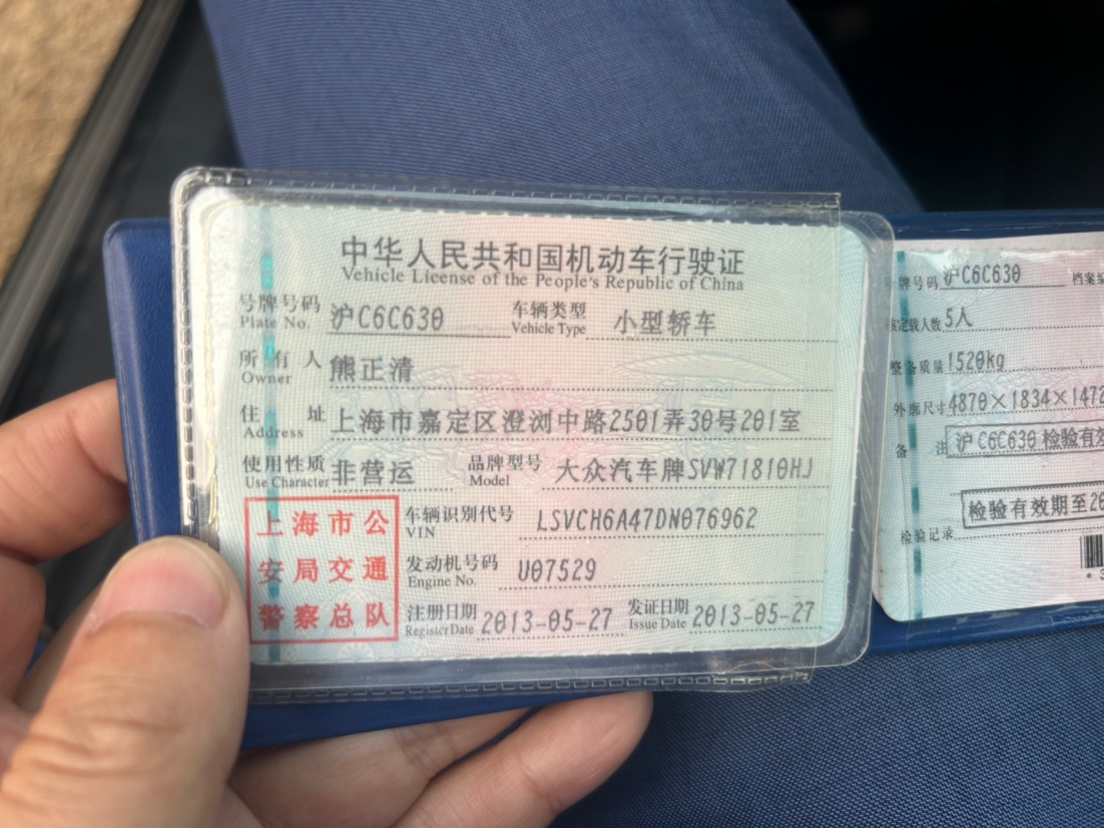 中华人民共和国机动车行驶证
Vehicle License of the People's Republic of China
号牌号码 Plate No. 沪C6C630 车辆类型 Vehicle Type 小型轿车
所有人 Owner 熊正清
住址 Address 上海市嘉定区澄浏中路2501弄30号201室
使用性质 Use Character 非营运 品牌型号 Model 大众汽车牌SVW71810HJ
车辆识别代号 VIN LSVCH6A47DN076962
发动机号码 Engine No. U07529
注册日期 Register Date 2013-05-27 发证日期 Issue Date 2013-05-27
上海市公
安局交通
警察总队
号牌号码 沪C6C630 档案编
核定载人数 5人
整备质量 1520kg
外廓尺寸 4870×1834×1472
备注 沪C6C630 检验有效
检验有效期至20
检验记录